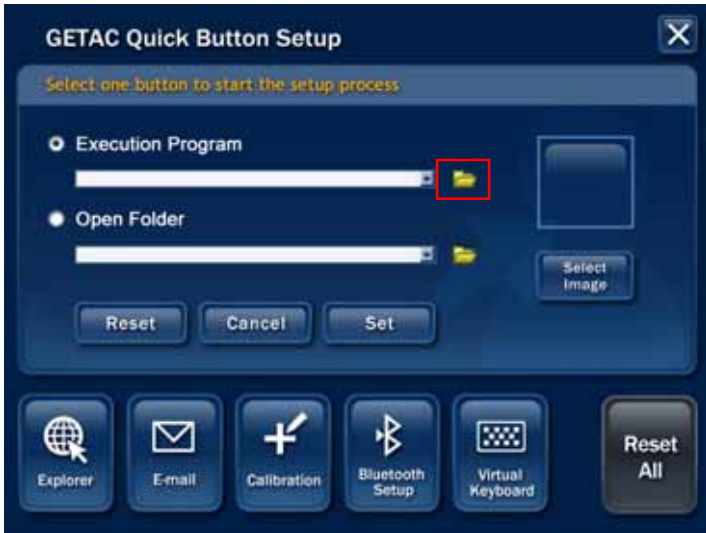 GETAC Quick Button Setup
Select one button to start the setup process
Execution Program
Open Folder
Select
Image
Reset
Cancel
Set
Explorer
E-mail
Calibration
Bluetooth
Setup
Virtual
Keyboard
Reset
All